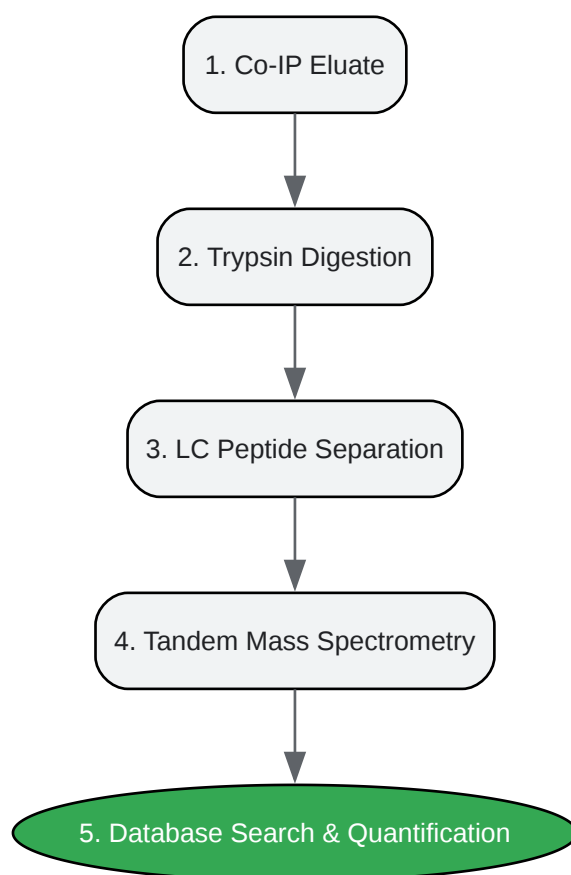 1. Co-IP Eluate
2. Trypsin Digestion
3. LC Peptide Separation
4. Tandem Mass Spectrometry
5. Database Search & Quantification